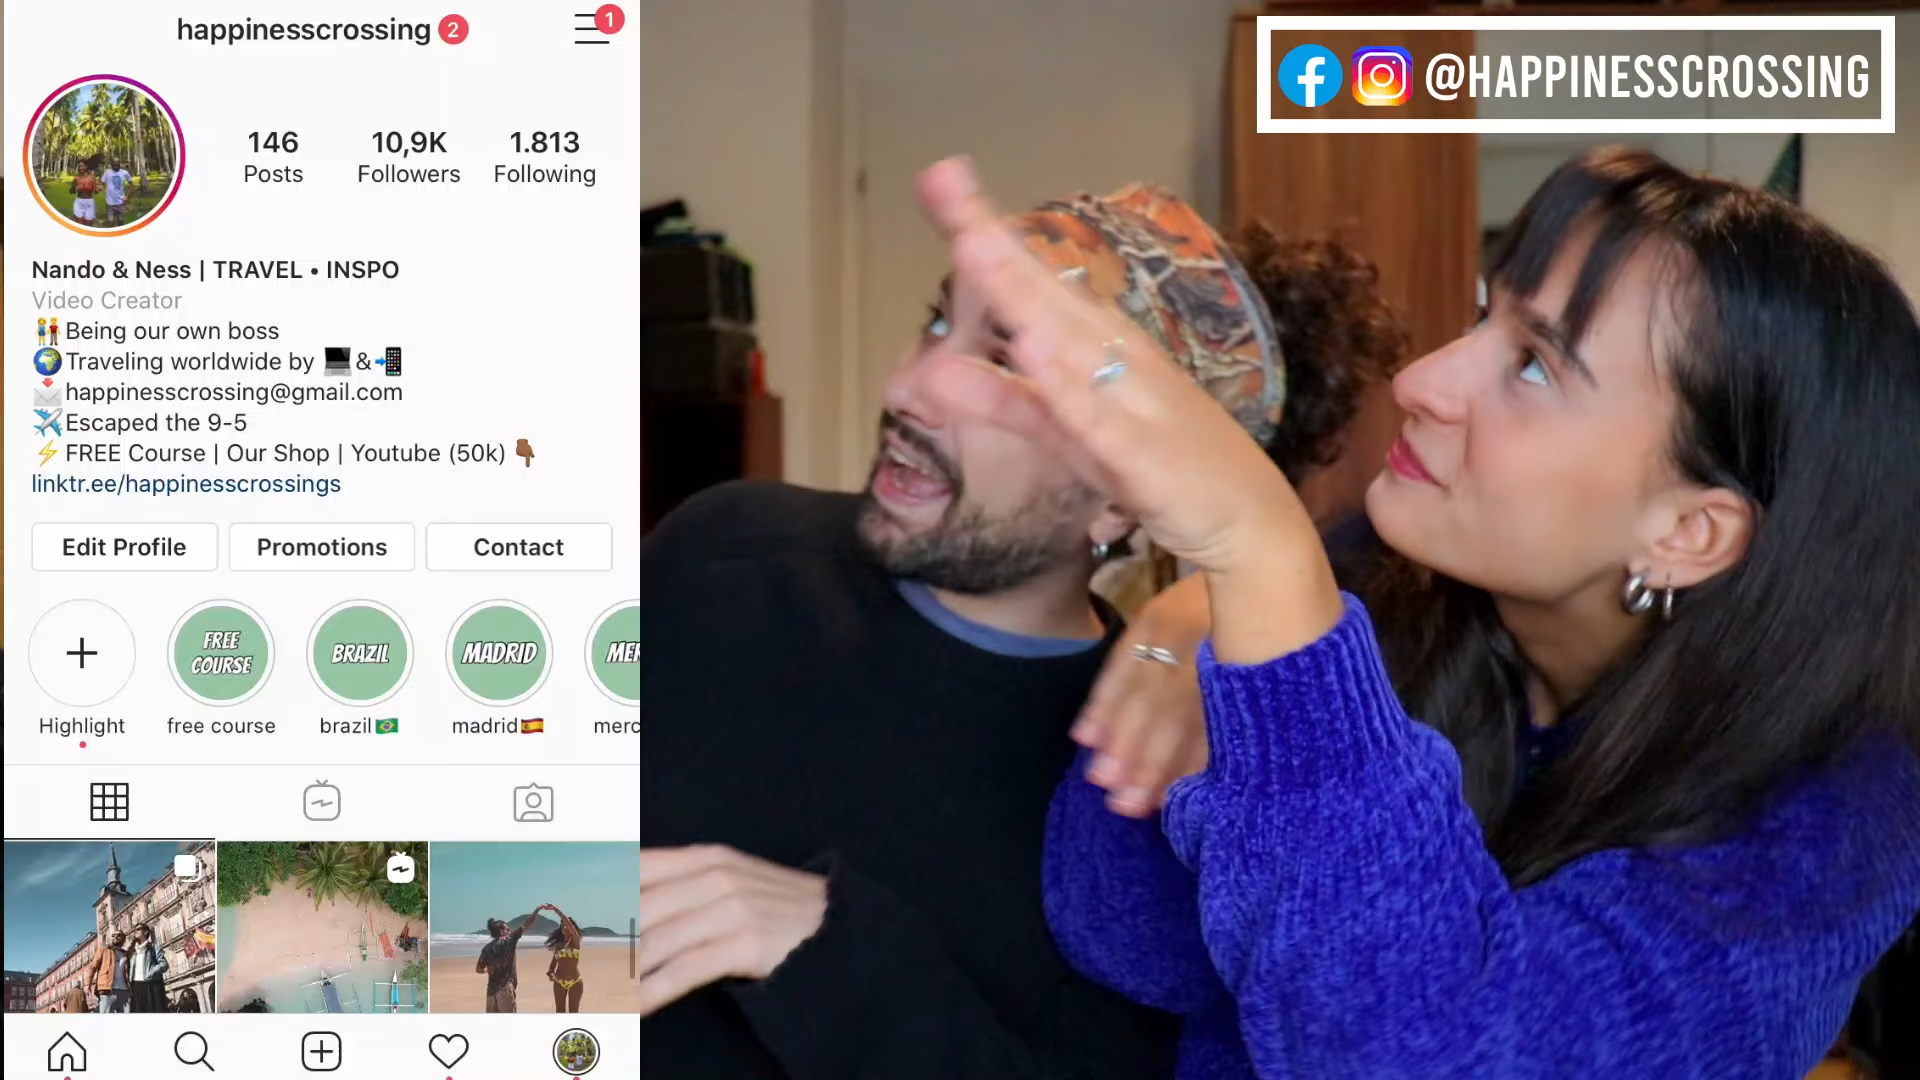 happinesscrossing 2
1
146 10,9K 1.813
Posts Followers Following
Nando & Ness | TRAVEL • INSPO
Video Creator
👫Being our own boss
🌍Traveling worldwide by 💻&📲
📩happinesscrossing@gmail.com
✈️Escaped the 9-5
⚡FREE Course | Our Shop | Youtube (50k) 👇🏾
linktr.ee/happinesscrossings
Edit Profile Promotions Contact
FREE
COURSE
BRAZIL
MADRID
MER
Highlight free course brazil🇧🇷 madrid🇪🇸 merc
@HAPPINESSCROSSING